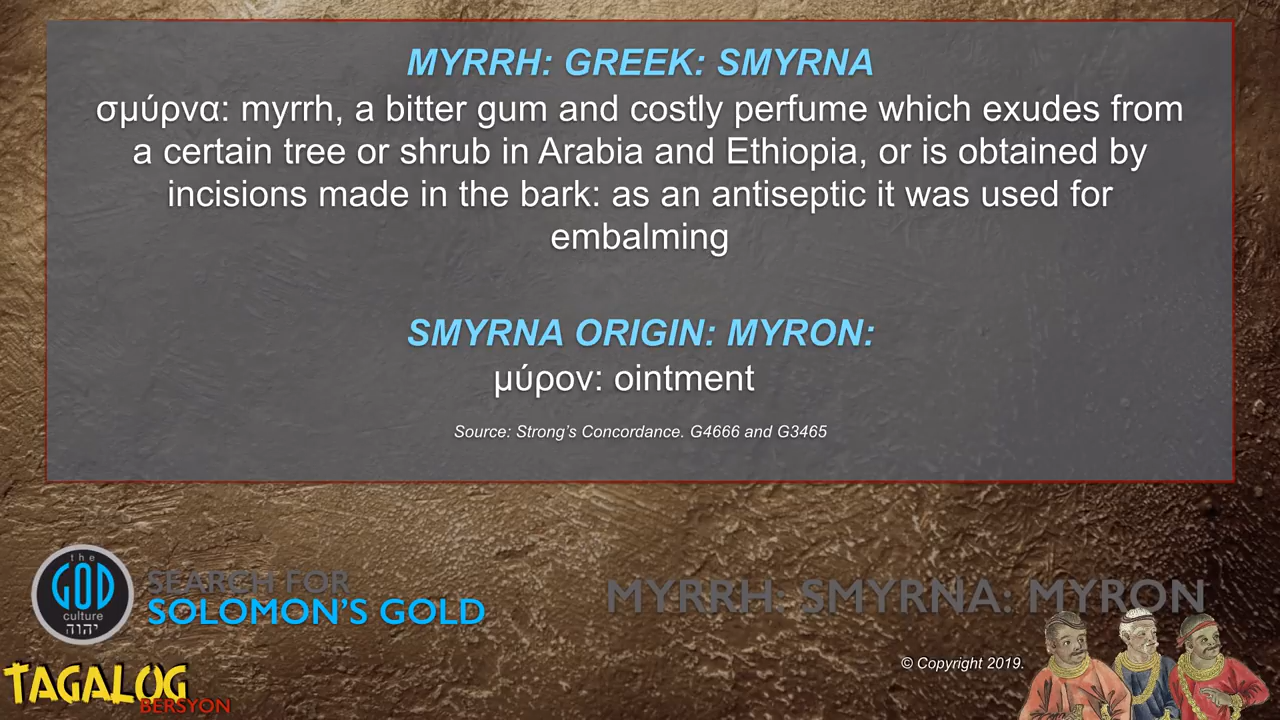 MYRRH: GREEK: SMYRNA
σμύρνα: myrrh, a bitter gum and costly perfume which exudes from
a certain tree or shrub in Arabia and Ethiopia, or is obtained by
incisions made in the bark: as an antiseptic it was used for
embalming
SMYRNA ORIGIN: MYRON:
μύρον: ointment
Source: Strong's Concordance. G4666 and G3465
the
GOD
culture
יהוה
SEARCH FOR
SOLOMON'S GOLD
MYRRH: SMYRNA: MYRON
© Copyright 2019.
TAGALOG
BERSYON